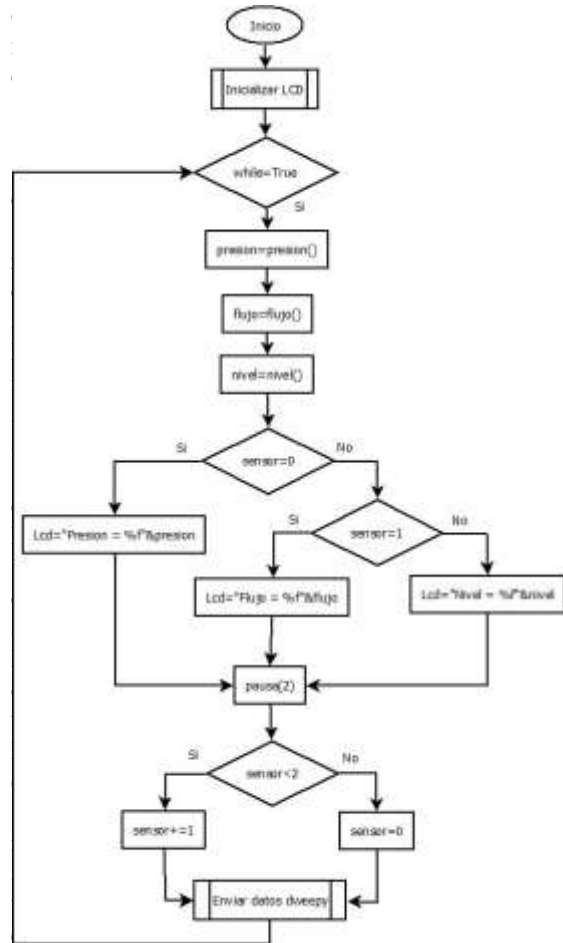 Inicio
Inicializar LCD
while=True
Si
presion=presion()
flujo=flujo()
nivel=nivel()
Si
No
sensor=0
Lcd="Presion = %f"&presion
Si
No
sensor=1
Lcd="Flujo = %f"&flujo
Lcd="Nivel = %f"&nivel
pausa(2)
Si
No
sensor<2
sensor+=1
sensor=0
Enviar datos dweepy